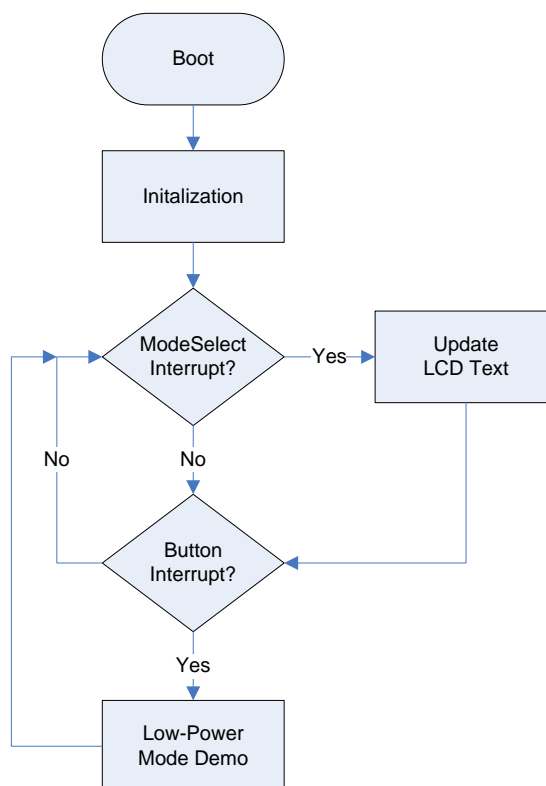 Boot
Initalization
ModeSelect
Interrupt?
Yes
Update
LCD Text
No
No
Button
Interrupt?
Yes
Low-Power
Mode Demo